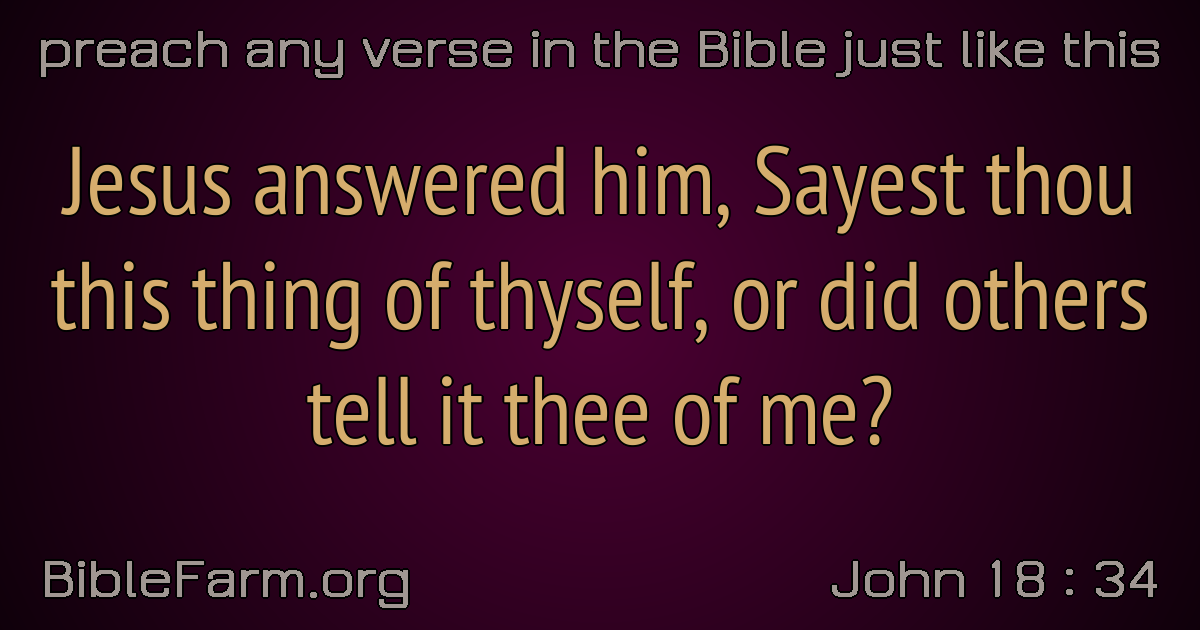 preach any verse in the Bible just like this
Jesus answered him, Sayest thou
this thing of thyself, or did others
tell it thee of me?
BibleFarm.org
John 18 : 34